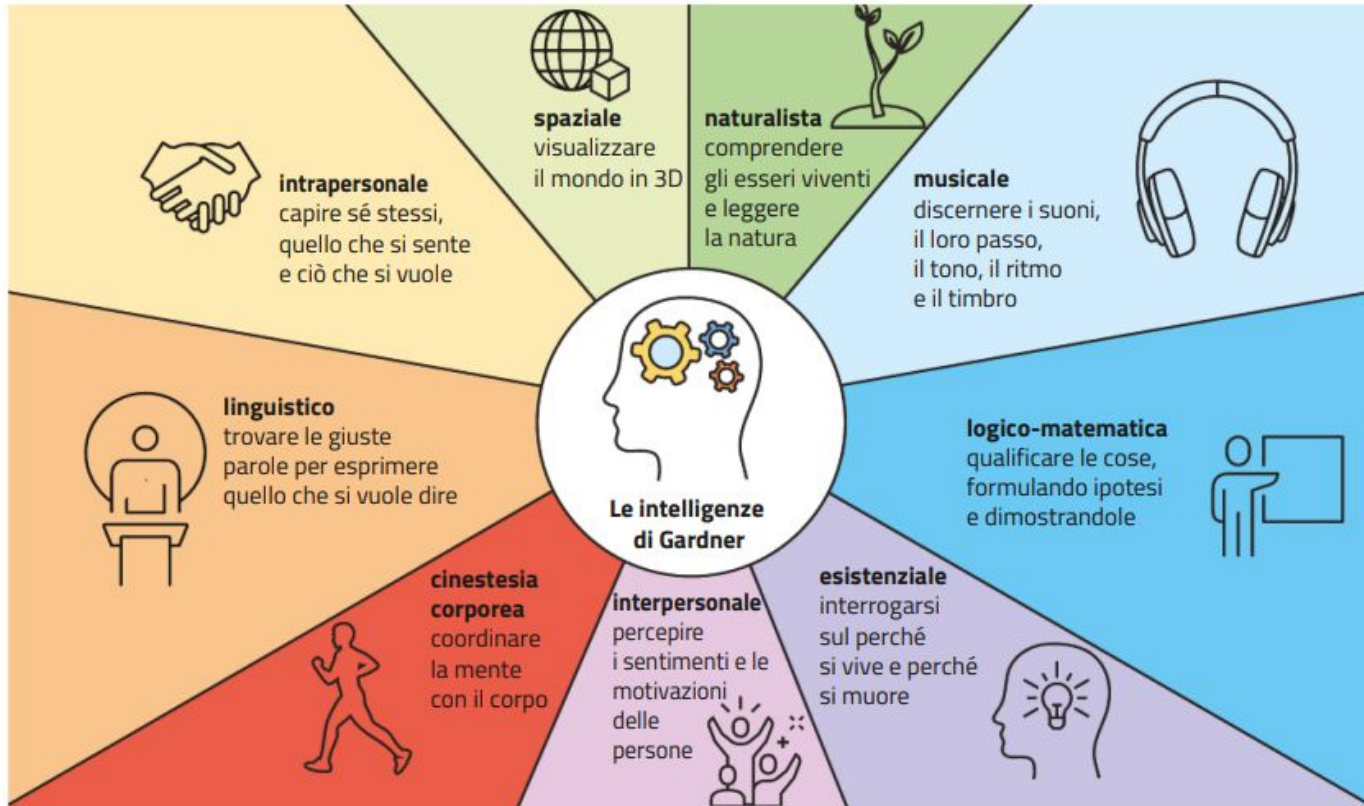 spaziale
visualizzare
il mondo in 3D
naturalista
comprendere
gli esseri viventi
e leggere
la natura
musicale
discernere i suoni,
il loro passo,
il tono, il ritmo
e il timbro
intrapersonale
capire sé stessi,
quello che si sente
e ciò che si vuole
linguistico
trovare le giuste
parole per esprimere
quello che si vuole dire
logico-matematica
qualificare le cose,
formulando ipotesi
e dimostrandole
Le intelligenze
di Gardner
cinestesia
corporea
coordinare
la mente
con il corpo
interpersonale
percepire
i sentimenti e le
motivazioni
delle
persone
esistenziale
interrogarsi
sul perché
si vive e perché
si muore